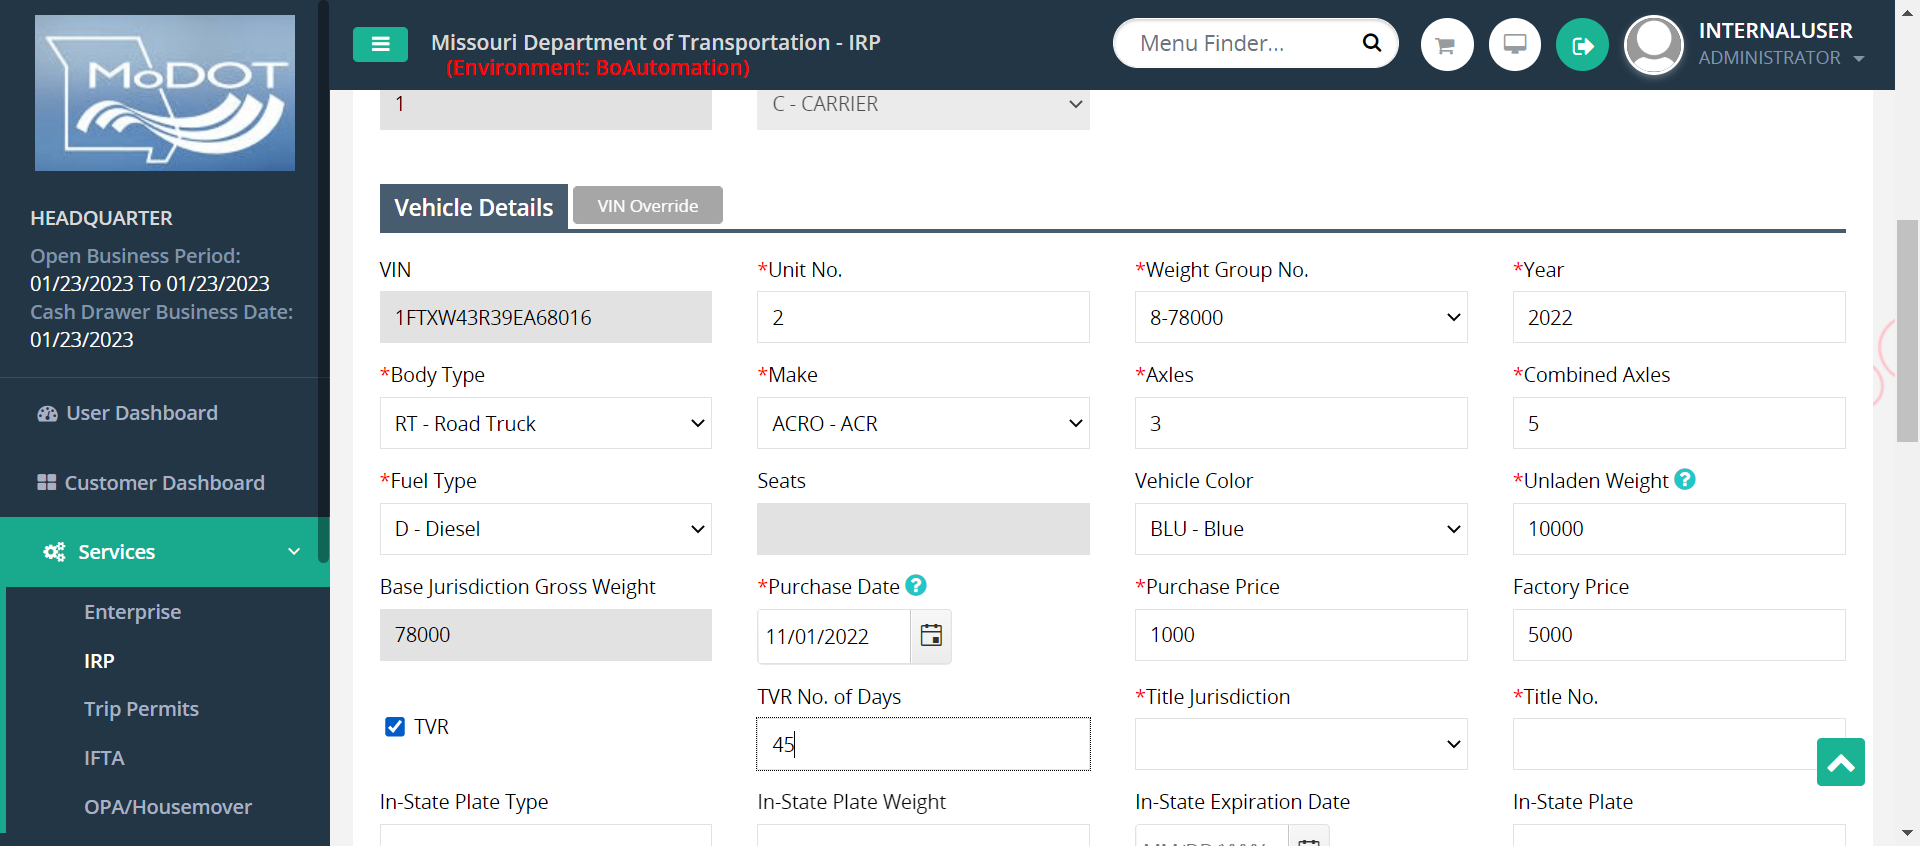 MoDOT
HEADQUARTER
Open Business Period:
01/23/2023 To 01/23/2023
Cash Drawer Business Date:
01/23/2023
User Dashboard
Customer Dashboard
Services
Enterprise
IRP
Trip Permits
IFTA
OPA/Housemover
Missouri Department of Transportation - IRP
(Environment: BoAutomation)
Menu Finder...
INTERNALUSER
ADMINISTRATOR
1
C - CARRIER
Vehicle Details
VIN Override
VIN
*Unit No.
*Weight Group No.
*Year
1FTXW43R39EA68016
2
8-78000
2022
*Body Type
*Make
*Axles
*Combined Axles
RT - Road Truck
ACRO - ACR
3
5
*Fuel Type
Seats
Vehicle Color
*Unladen Weight ?
D - Diesel
BLU - Blue
10000
Base Jurisdiction Gross Weight
*Purchase Date ?
*Purchase Price
Factory Price
78000
11/01/2022
1000
5000
TVR
TVR No. of Days
*Title Jurisdiction
*Title No.
45
In-State Plate Type
In-State Plate Weight
In-State Expiration Date
In-State Plate